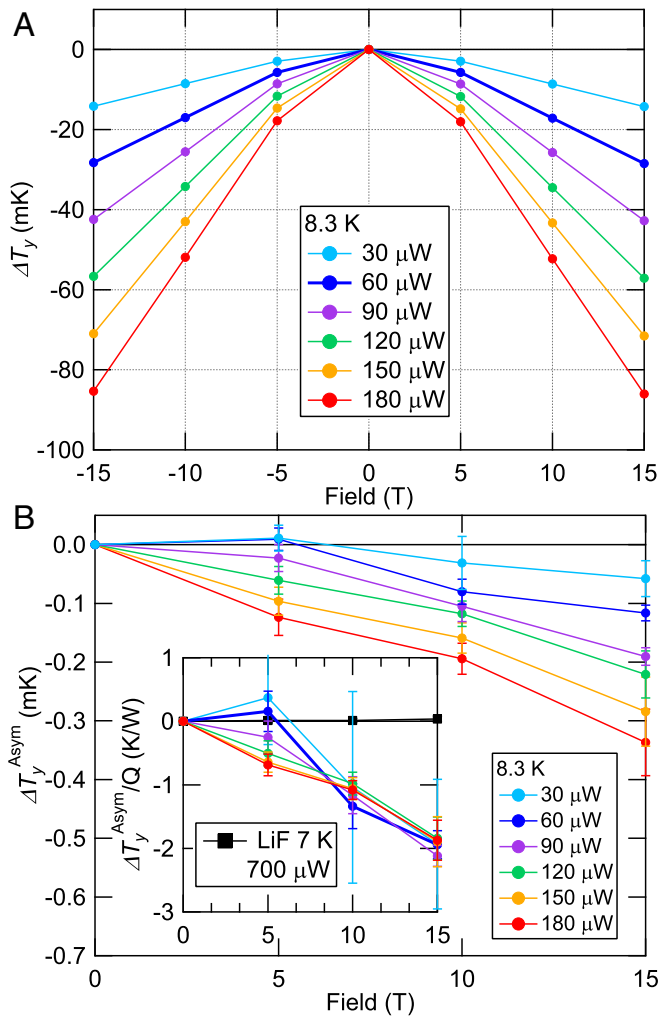 A
0
-20
-40
-60
-80
-100
ΔT_y (mK)
8.3 K
30 μW
60 μW
90 μW
120 μW
150 μW
180 μW
-15 -10 -5 0 5 10 15
Field (T)
B
0.0
-0.1
-0.2
-0.3
-0.4
-0.5
-0.6
-0.7
ΔT_y^Asym (mK)
1
0
-1
-2
-3
ΔT_y^Asym/Q (K/W)
LiF 7 K
700 μW
0 5 10 15
8.3 K
30 μW
60 μW
90 μW
120 μW
150 μW
180 μW
0 5 10 15
Field (T)